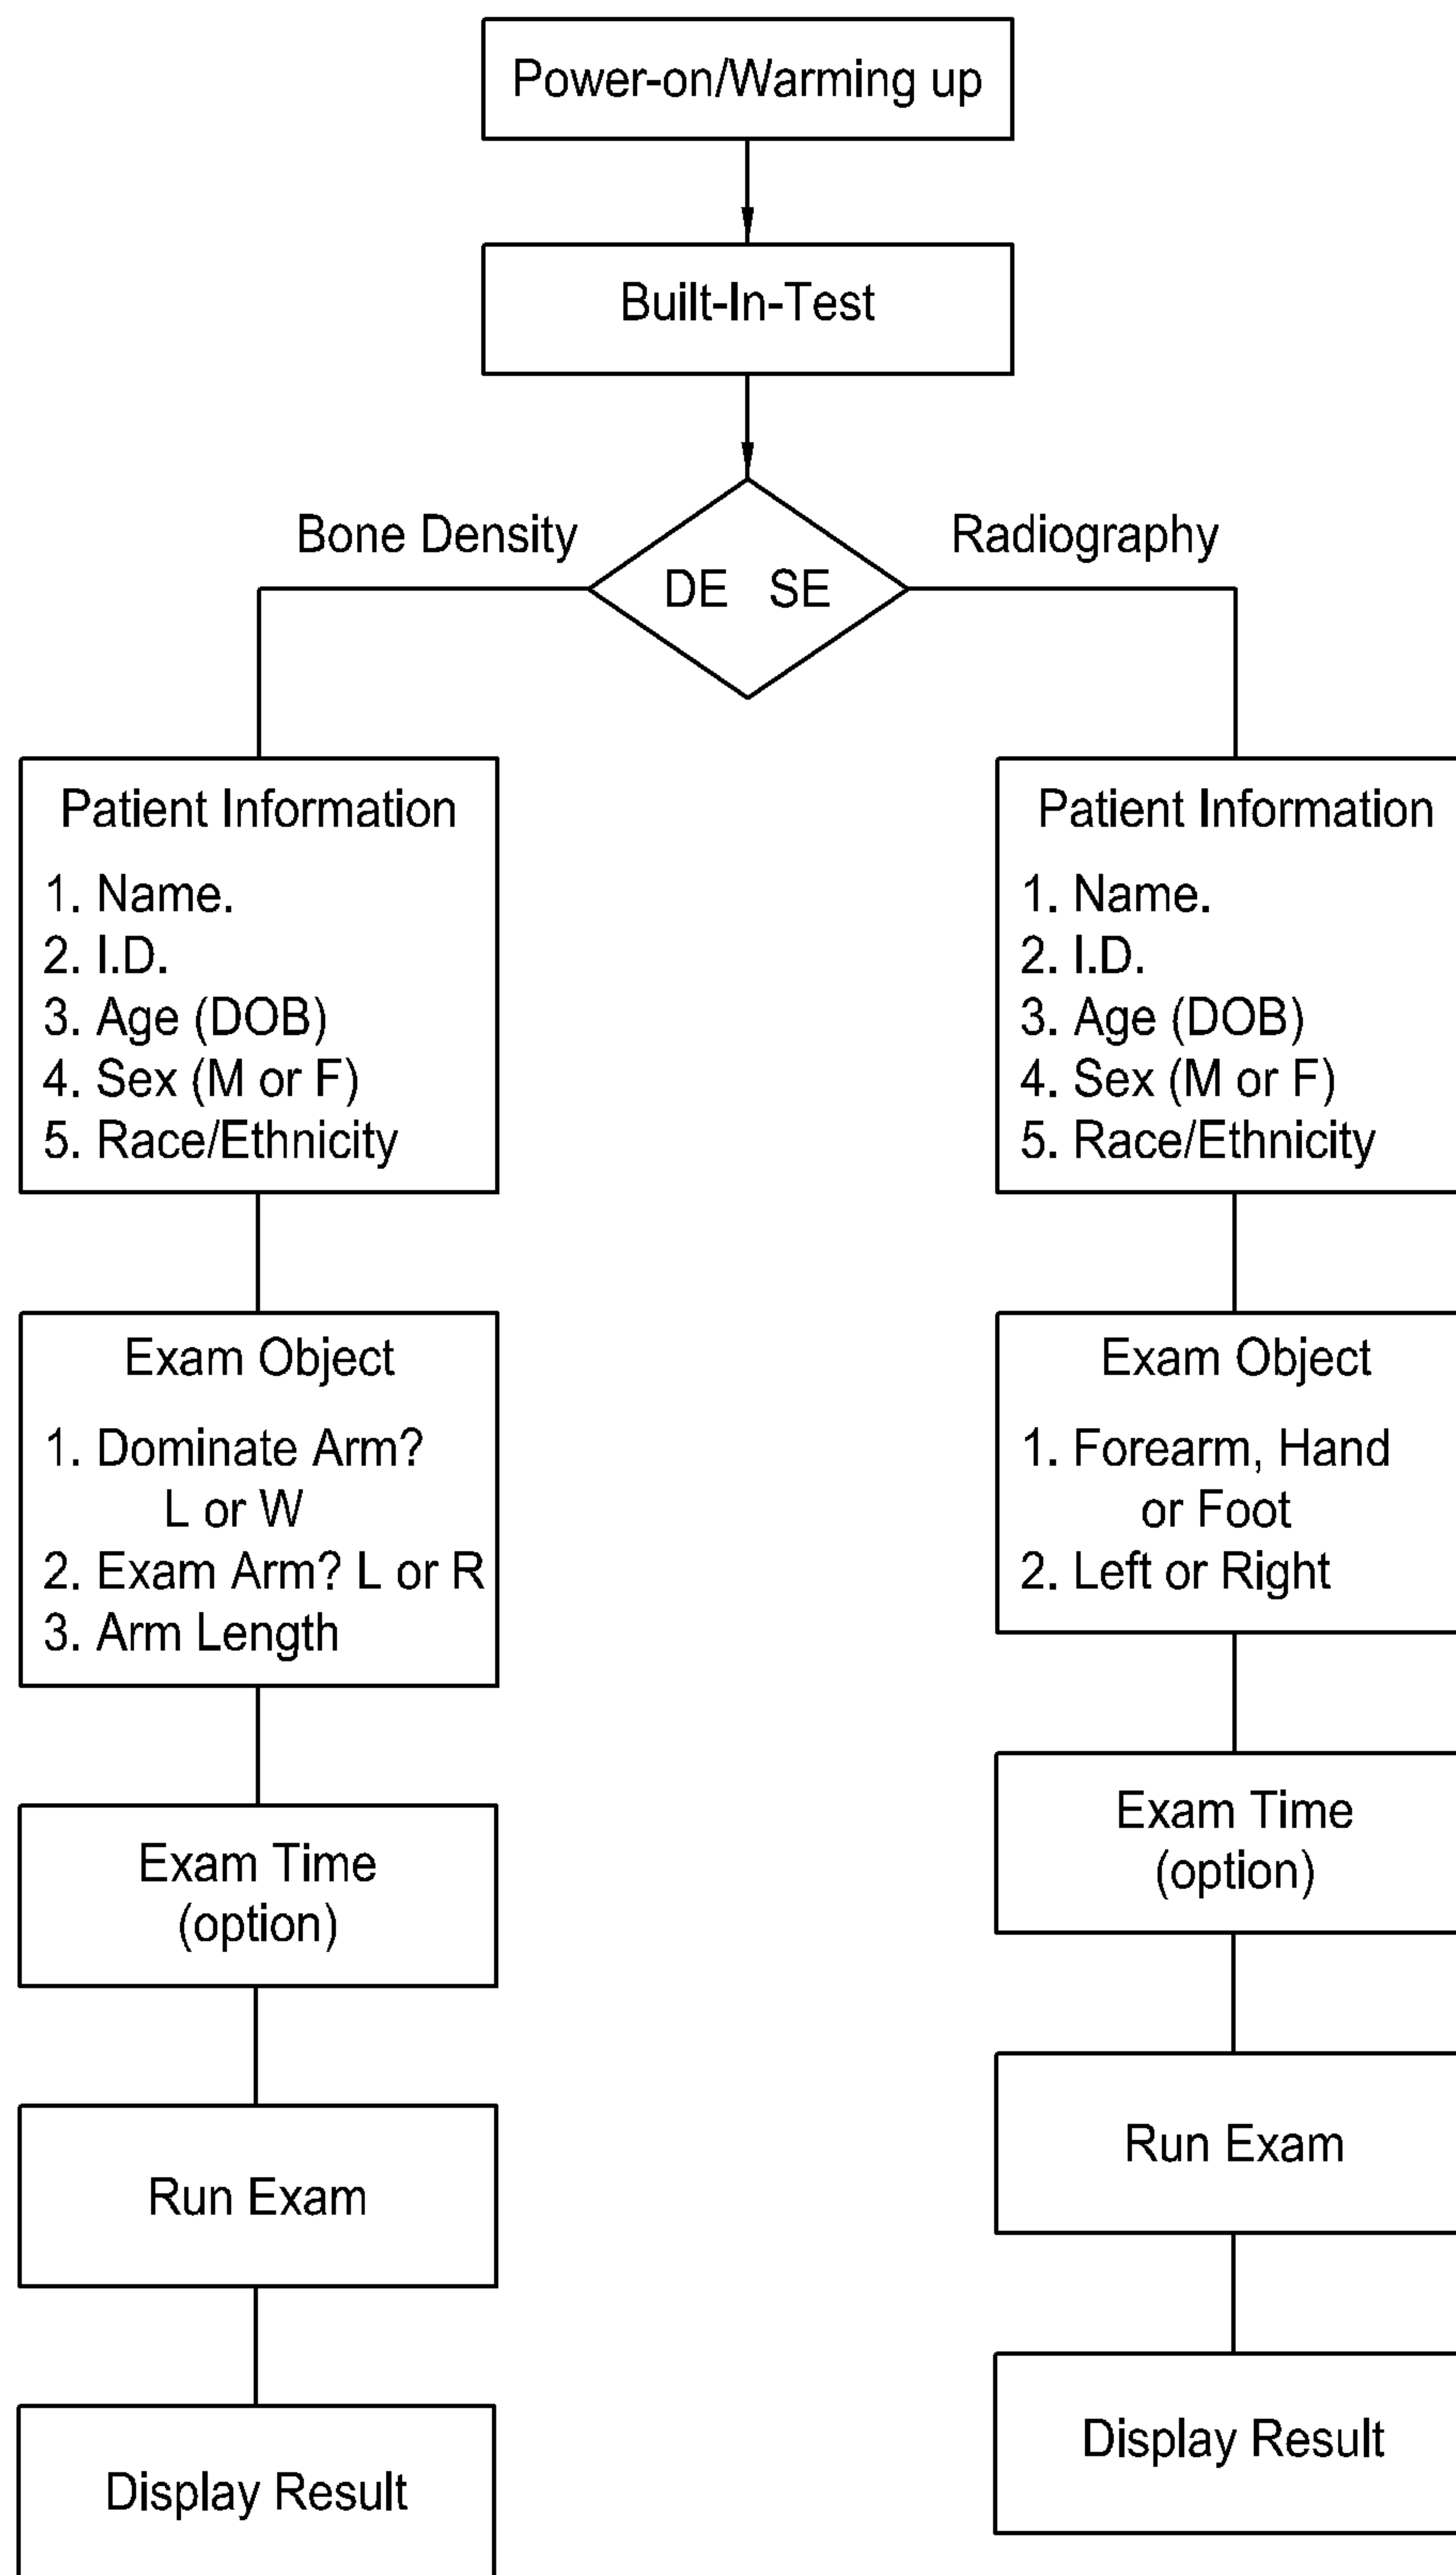 Power-on/Warming up
Built-In-Test
Bone Density
DE SE
Radiography
Patient Information
1. Name.
2. I.D.
3. Age (DOB)
4. Sex (M or F)
5. Race/Ethnicity
Exam Object
1. Dominate Arm?
L or W
2. Exam Arm? L or R
3. Arm Length
Exam Time
(option)
Run Exam
Display Result
Patient Information
1. Name.
2. I.D.
3. Age (DOB)
4. Sex (M or F)
5. Race/Ethnicity
Exam Object
1. Forearm, Hand
or Foot
2. Left or Right
Exam Time
(option)
Run Exam
Display Result